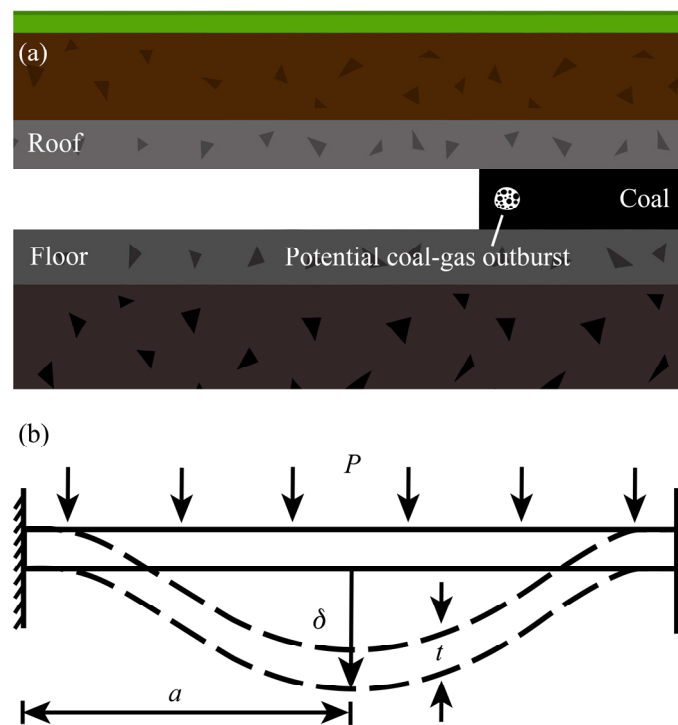 (a)
Roof
Coal
Floor
Potential coal-gas outburst
(b)
P
δ
t
a